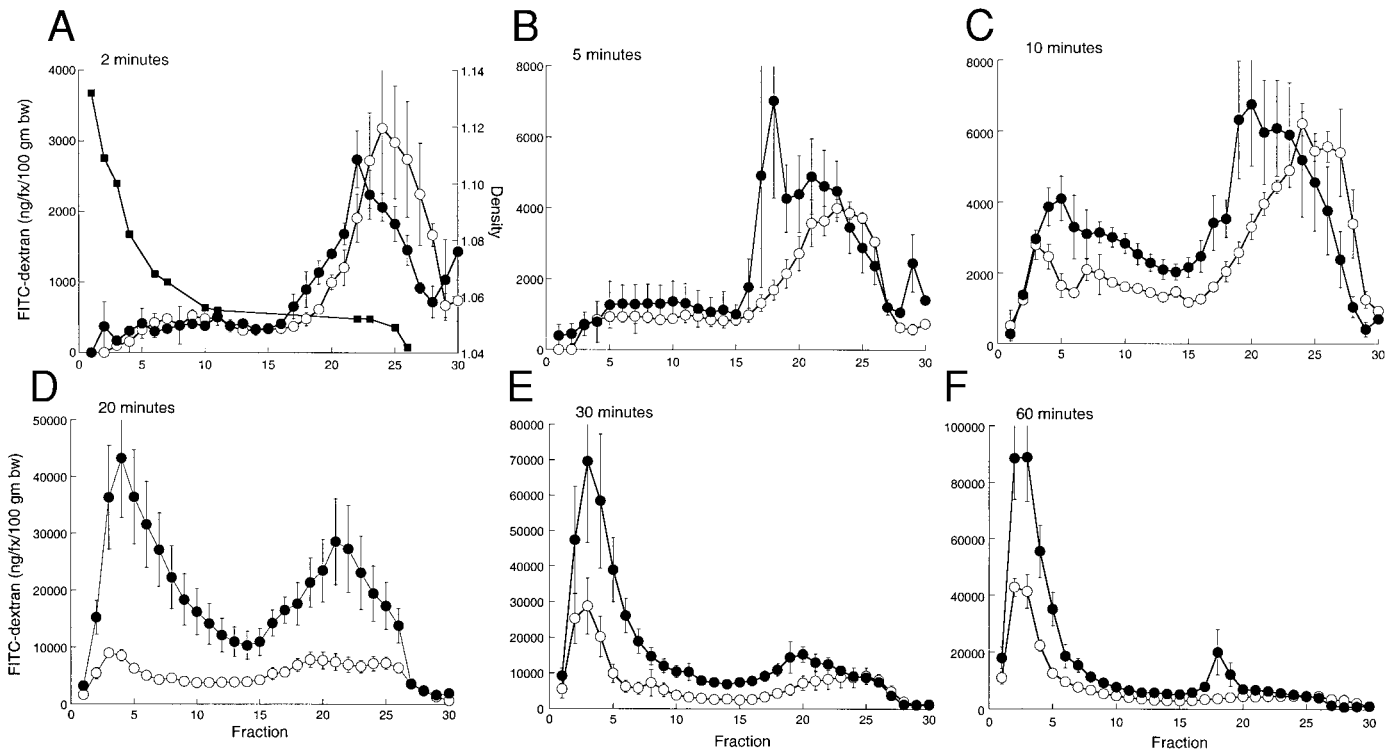 A
2 minutes
FITC-dextran (ng/fx/100 gm bw)
4000
3000
2000
1000
0
0 5 10 15 20 25 30
1.14
1.12
1.10
1.08
1.06
1.04
Density
B
5 minutes
8000
6000
4000
2000
0
0 5 10 15 20 25 30
C
10 minutes
8000
6000
4000
2000
0
0 5 10 15 20 25 30
D
20 minutes
FITC-dextran (ng/fx/100 gm bw)
50000
40000
30000
20000
10000
0
0 5 10 15 20 25 30
Fraction
E
30 minutes
80000
70000
60000
50000
40000
30000
20000
10000
0
0 5 10 15 20 25 30
Fraction
F
60 minutes
100000
80000
60000
40000
20000
0
0 5 10 15 20 25 30
Fraction